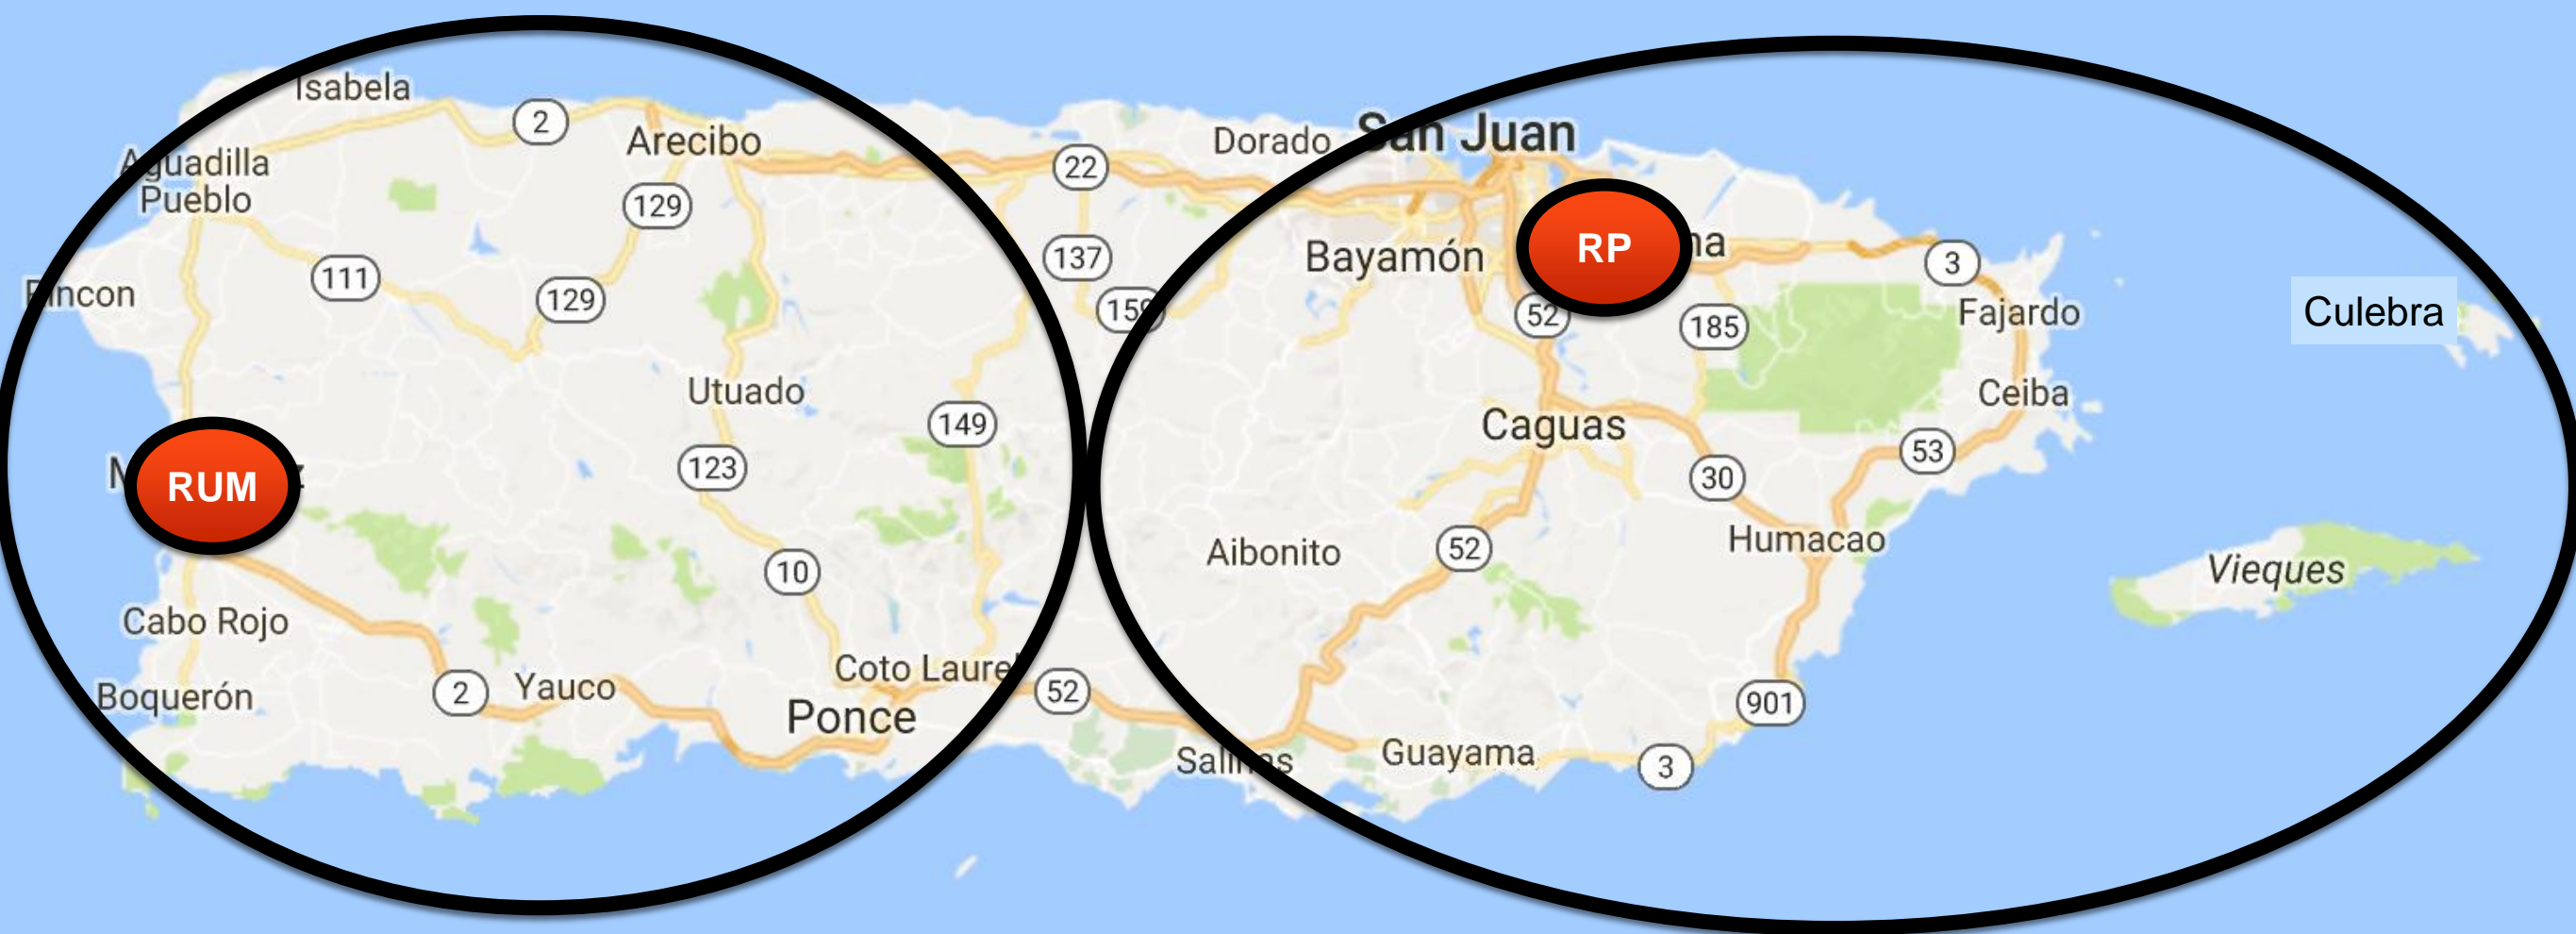 Isabela
2
Arecibo
Dorado
San Juan
Aguadilla
Pueblo
22
129
RP
Bayamón
137
3
111
129
Rincon
159
52
185
Fajardo
Culebra
Utuado
Ceiba
149
Caguas
123
30
53
RUM
Aibonito
52
Humacao
10
Vieques
Cabo Rojo
Coto Laurel
2
Yauco
52
Boquerón
901
Ponce
Salinas
Guayama
3